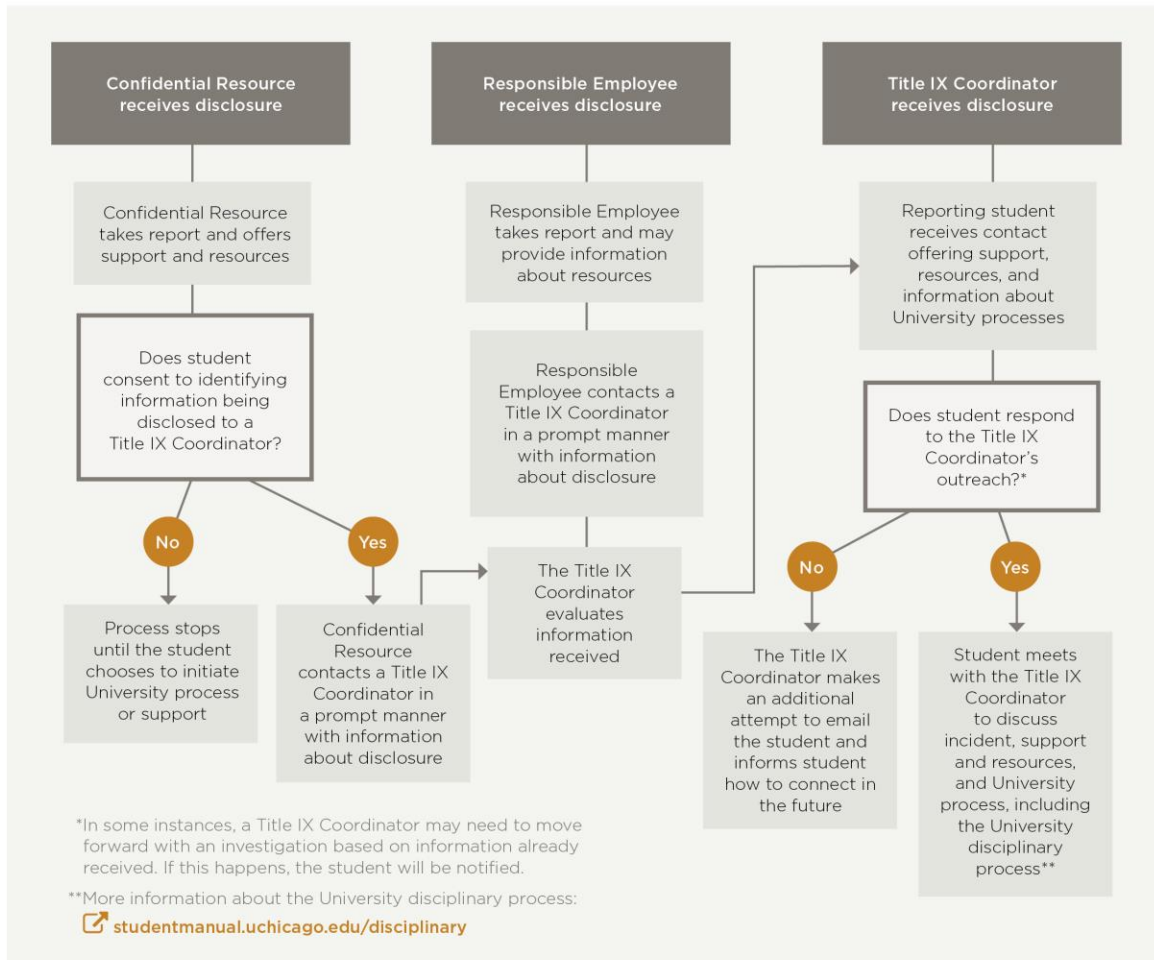 Confidential Resource
receives disclosure
Confidential Resource
takes report and offers
support and resources
Does student
consent to identifying
information being
disclosed to a
Title IX Coordinator?
No
Yes
Process stops
until the student
chooses to initiate
University process
or support
Confidential
Resource
contacts a Title IX
Coordinator in
a prompt manner
with information
about disclosure
Responsible Employee
receives disclosure
Responsible Employee
takes report and may
provide information
about resources
Responsible
Employee contacts a
Title IX Coordinator
in a prompt manner
with information
about disclosure
The Title IX
Coordinator
evaluates
information
received
Title IX Coordinator
receives disclosure
Reporting student
receives contact
offering support,
resources, and
information about
University processes
Does student respond
to the Title IX
Coordinator’s
outreach?*
No
Yes
The Title IX
Coordinator makes
an additional
attempt to email
the student and
informs student
how to connect in
the future
Student meets
with the Title IX
Coordinator
to discuss
incident, support
and resources,
and University
process, including
the University
disciplinary
process**
*In some instances, a Title IX Coordinator may need to move
forward with an investigation based on information already
received. If this happens, the student will be notified.
**More information about the University disciplinary process:
studentmanual.uchicago.edu/disciplinary